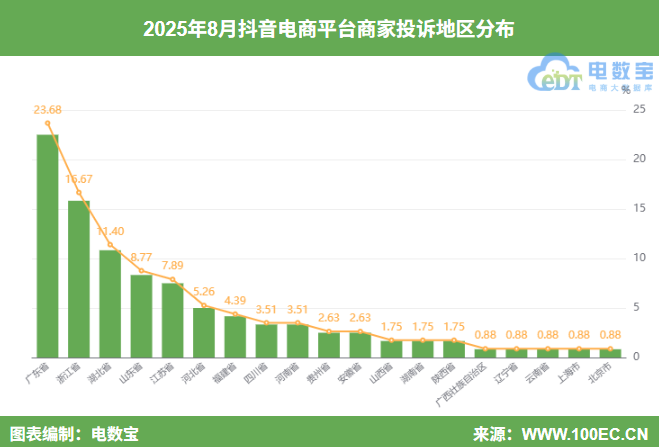 2025年8月抖音电商平台商家投诉地区分布
eDT 电数宝
电商大数据库
%
25
20
15
10
5
0
23.68
16.67
11.40
8.77
7.89
5.26
4.39
3.51
3.51
2.63
2.63
1.75
1.75
1.75
0.88
0.88
0.88
0.88
0.88
广东省
浙江省
湖北省
山东省
江苏省
河北省
福建省
四川省
河南省
贵州省
安徽省
山西省
湖南省
陕西省
广西壮族自治区
辽宁省
云南省
上海市
北京市
图表编制：电数宝
来源：WWW.100EC.CN